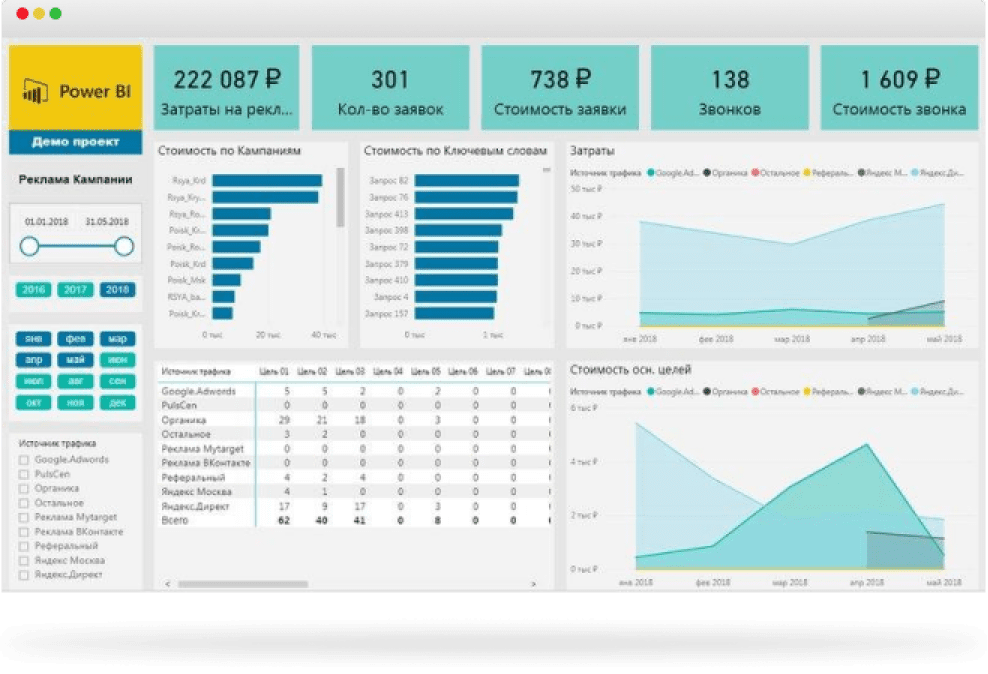 Power BI
Демо проект
Реклама Кампании
01.01.2018 31.05.2018
2016 2017 2018
янв фев мар
апр май июн
июл авг сен
окт ноя дек
Источник трафика
Google.Adwords
PulsCen
Органика
Остальное
Реклама Mytarget
Реклама ВКонтакте
Реферальный
Яндекс Москва
Яндекс.Директ
222 087 ₽
Затраты на рекл...
301
Кол-во заявок
738 ₽
Стоимость заявки
138
Звонков
1 609 ₽
Стоимость звонка
Стоимость по Кампаниям
Rsya_Krd
Rsya_Kry...
Rsya_Ro...
Poisk_Kr...
Poisk_Ro...
Poisk_Krd
Poisk_Msk
RSYA_ba...
Poisk_Kr...
0 тыс 20 тыс 40 тыс
Стоимость по Ключевым словам
Запрос 82
Запрос 76
Запрос 413
Запрос 398
Запрос 72
Запрос 379
Запрос 410
Запрос 4
Запрос 157
0 тыс 1 тыс
Затраты
Источник трафика Google.Ad... Органика Остальное Рефераль... Яндекс М... Яндекс.Ди...
50 тыс ₽
40 тыс ₽
30 тыс ₽
20 тыс ₽
10 тыс ₽
0 тыс ₽
янв 2018 фев 2018 мар 2018 апр 2018 май 2018
Источник трафика Цель 01 Цель 02 Цель 03 Цель 04 Цель 05 Цель 06 Цель 07 Цель 08
Google.Adwords 5 5 2 0 2 0 0
PulsCen 0 0 0 0 0 0 0
Органика 29 21 18 0 3 0 0
Остальное 3 2 0 0 0 0 0
Реклама Mytarget 0 0 0 0 0 0 0
Реклама ВКонтакте 0 0 0 0 0 0 0
Реферальный 4 2 4 0 0 0 0
Яндекс Москва 4 1 0 0 0 0 0
Яндекс.Директ 17 9 17 0 3 0 0
Всего 62 40 41 0 8 0 0
Стоимость осн. целей
Источник трафика Google.Ad... Органика Остальное Рефераль... Яндекс М... Яндекс.Ди...
6 тыс ₽
4 тыс ₽
2 тыс ₽
0 тыс ₽
янв 2018 фев 2018 мар 2018 апр 2018 май 2018